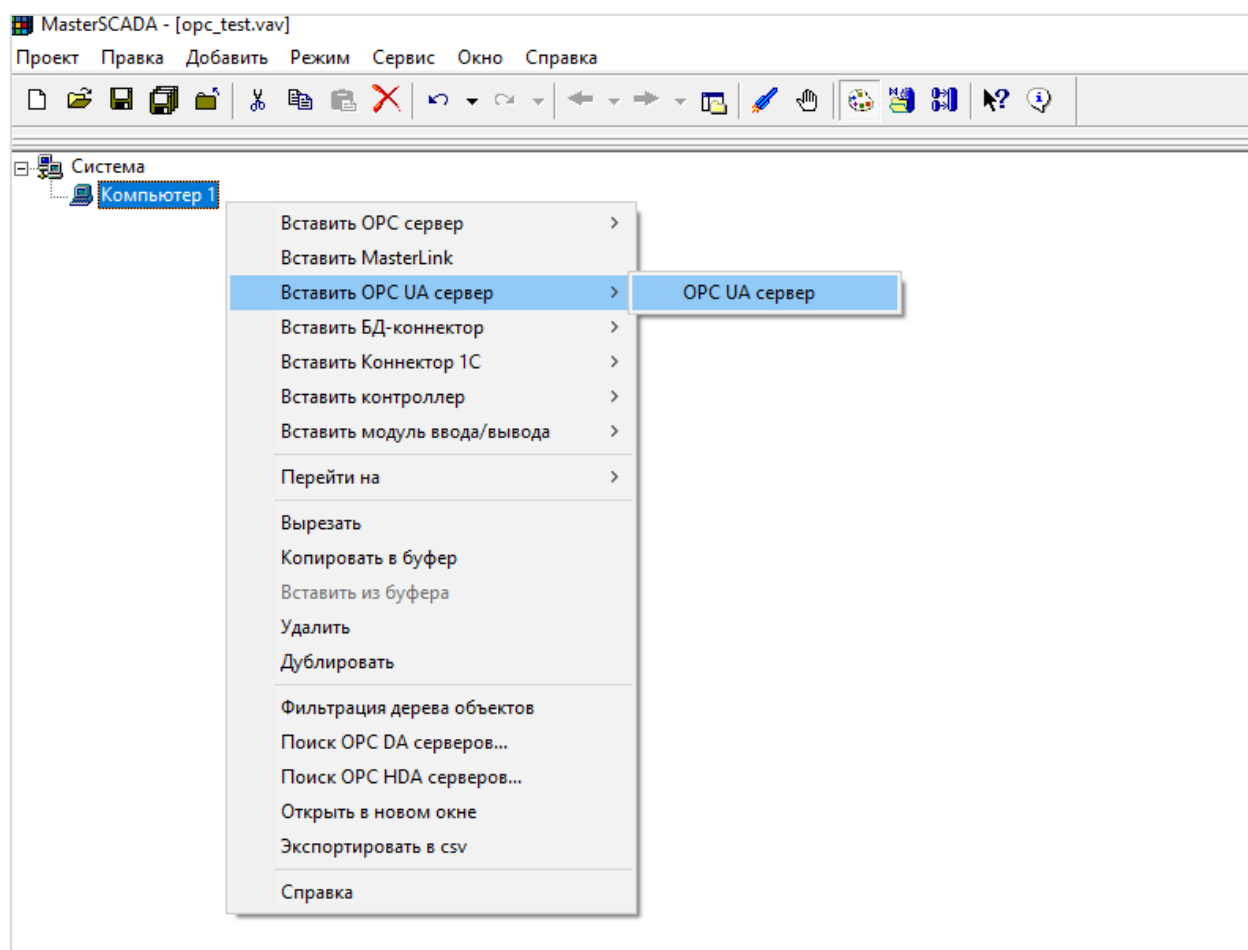 MasterSCADA - [opc_test.vav]
Проект Правка Добавить Режим Сервис Окно Справка
Система
Компьютер 1
Вставить OPC сервер
Вставить MasterLink
Вставить OPC UA сервер
OPC UA сервер
Вставить БД-коннектор
Вставить Коннектор 1С
Вставить контроллер
Вставить модуль ввода/вывода
Перейти на
Вырезать
Копировать в буфер
Вставить из буфера
Удалить
Дублировать
Фильтрация дерева объектов
Поиск OPC DA серверов...
Поиск OPC HDA серверов...
Открыть в новом окне
Экспортировать в csv
Справка